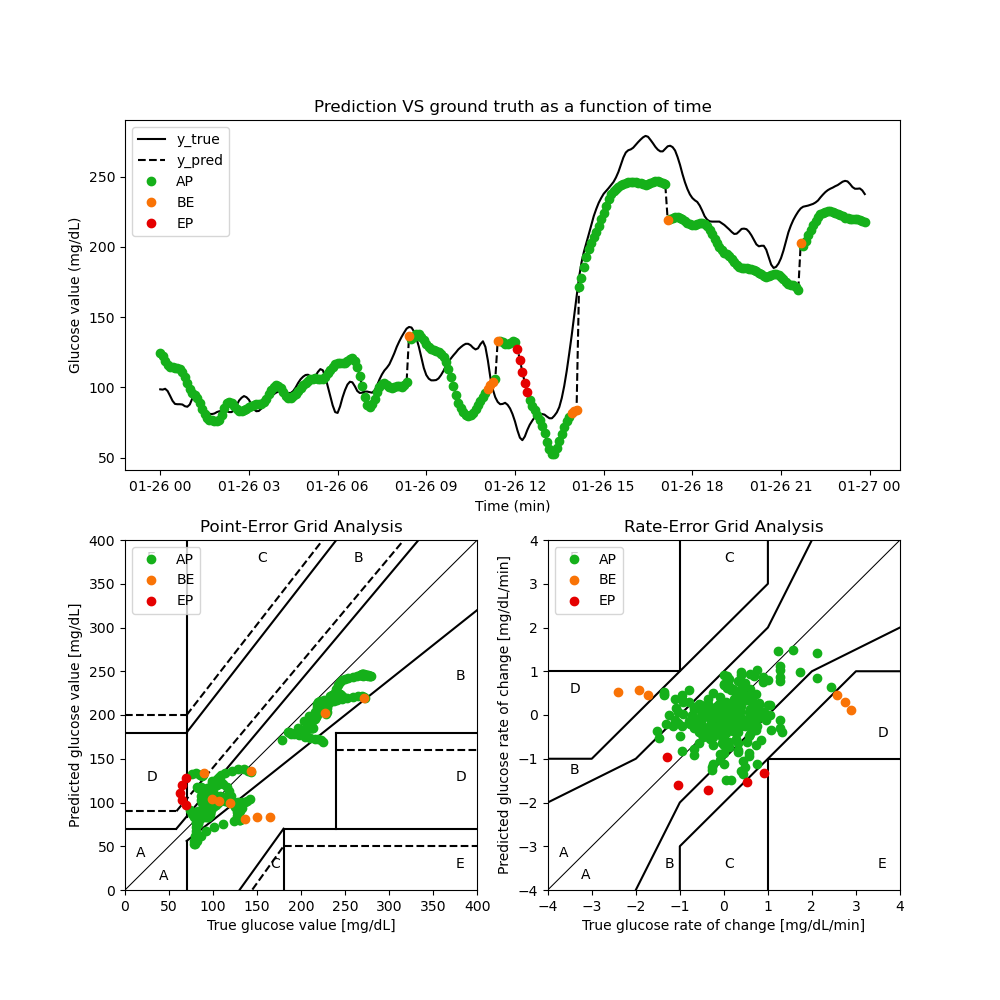 Prediction VS ground truth as a function of time
y_true
y_pred
AP
BE
EP
Glucose value (mg/dL)
250
200
150
100
50
01-26 00 01-26 03 01-26 06 01-26 09 01-26 12 01-26 15 01-26 18 01-26 21 01-27 00
Time (min)
Point-Error Grid Analysis
AP
BE
EP
C
B
B
D
D
A
A
C
E
Predicted glucose value [mg/dL]
400
350
300
250
200
150
100
50
0
0 50 100 150 200 250 300 350 400
True glucose value [mg/dL]
Rate-Error Grid Analysis
AP
BE
EP
C
D
D
B
A
A
B
C
E
Predicted glucose rate of change [mg/dL/min]
4
3
2
1
0
−1
−2
−3
−4
−4 −3 −2 −1 0 1 2 3 4
True glucose rate of change [mg/dL/min]